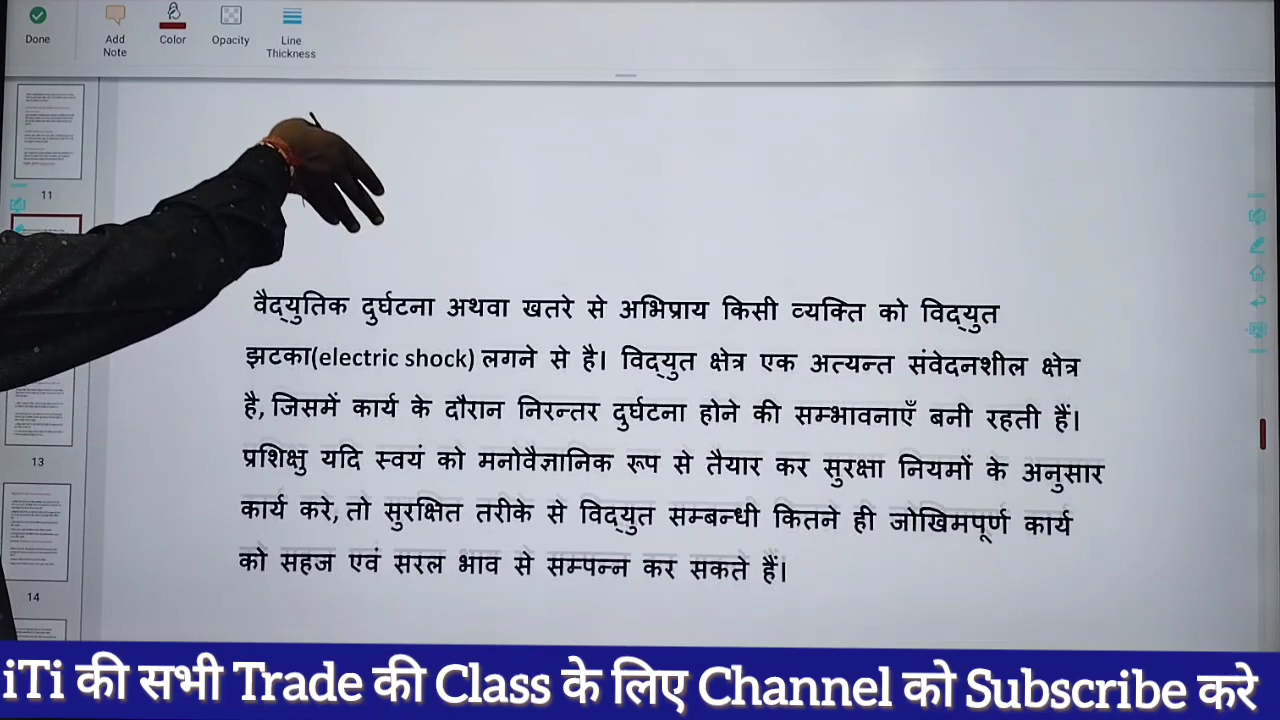 Done
Add
Note
Color
Opacity
Line
Thickness
11
वैद्युतिक दुर्घटना अथवा खतरे से अभिप्राय किसी व्यक्ति को विद्युत
झटका(electric shock) लगने से है। विद्युत क्षेत्र एक अत्यन्त संवेदनशील क्षेत्र
है, जिसमें कार्य के दौरान निरन्तर दुर्घटना होने की सम्भावनाएँ बनी रहती हैं।
प्रशिक्षु यदि स्वयं को मनोवैज्ञानिक रूप से तैयार कर सुरक्षा नियमों के अनुसार
कार्य करे, तो सुरक्षित तरीके से विद्युत सम्बन्धी कितने ही जोखिमपूर्ण कार्य
को सहज एवं सरल भाव से सम्पन्न कर सकते हैं।
13
14
iTi की सभी Trade की Class के लिए Channel को Subscribe करे